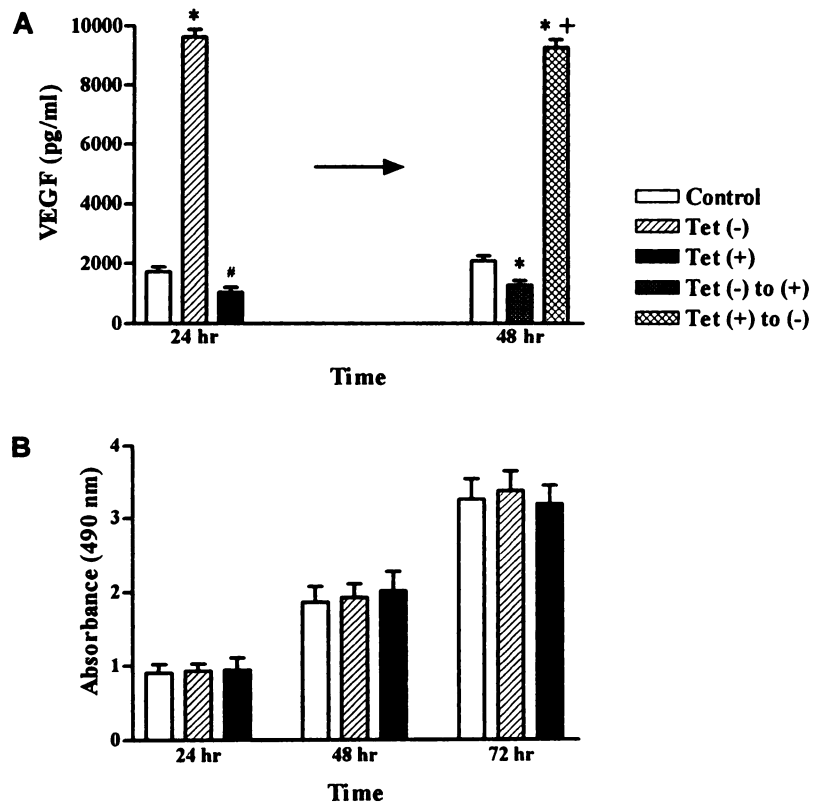 A
VEGF (pg/ml)
10000
8000
6000
4000
2000
0
*
#
*
* +
24 hr
48 hr
Time
Control
Tet (-)
Tet (+)
Tet (-) to (+)
Tet (+) to (-)
B
Absorbance (490 nm)
4
3
2
1
0
24 hr
48 hr
72 hr
Time